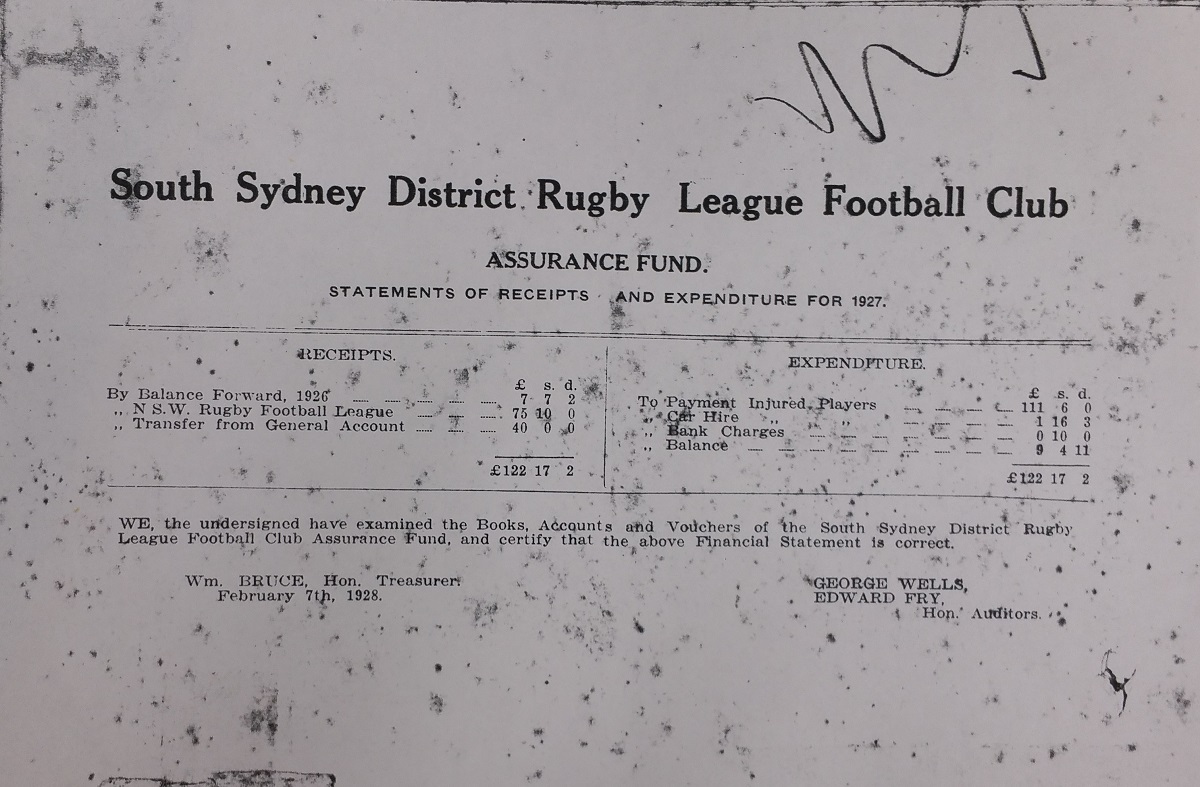 South Sydney District Rugby League Football Club
ASSURANCE FUND.
STATEMENTS OF RECEIPTS AND EXPENDITURE FOR 1927.
RECEIPTS.
£ s. d.
By Balance Forward, 1926 7 7 2
„ N S.W. Rugby Football League 75 10 0
„ Transfer from General Account 40 0 0
£122 17 2
EXPENDITURE.
£ s. d.
To Payment Injured Players 111 6 0
„ Car Hire „ „ 1 16 3
„ Bank Charges 0 10 0
„ Balance 9 4 11
£122 17 2
WE, the undersigned have examined the Books, Accounts and Vouchers of the South Sydney District Rugby
League Football Club Assurance Fund, and certify that the above Financial Statement is correct.
Wm. BRUCE, Hon. Treasurer.
February 7th, 1928.
GEORGE WELLS,
EDWARD FRY,
Hon. Auditors.